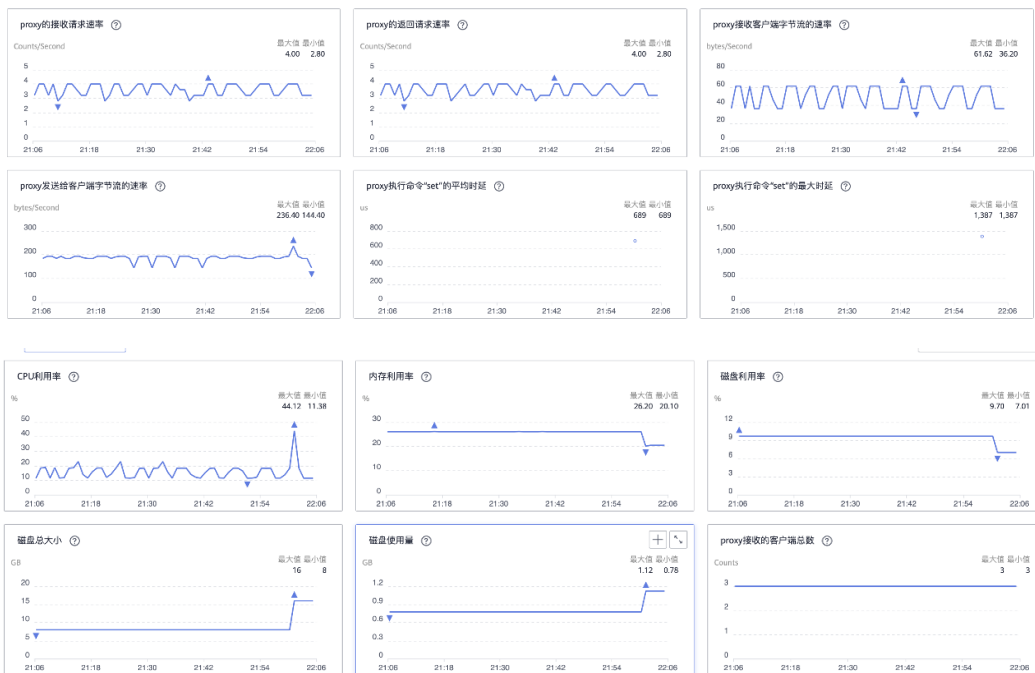 proxy的接收请求速率 ?
Counts/Second
最大值 最小值
4.00 2.80
5
4
3
2
1
0
21:06 21:18 21:30 21:42 21:54 22:06
proxy的返回请求速率 ?
Counts/Second
最大值 最小值
4.00 2.80
5
4
3
2
1
0
21:06 21:18 21:30 21:42 21:54 22:06
proxy接收客户端字节流的速率 ?
bytes/Second
最大值 最小值
61.62 36.20
80
60
40
20
0
21:06 21:18 21:30 21:42 21:54 22:06
proxy发送给客户端字节流的速率 ?
bytes/Second
最大值 最小值
236.40 144.40
300
200
100
0
21:06 21:18 21:30 21:42 21:54 22:06
proxy执行命令“set”的平均时延 ?
us
最大值 最小值
689 689
800
600
400
200
0
21:06 21:18 21:30 21:42 21:54 22:06
proxy执行命令“set”的最大时延 ?
us
最大值 最小值
1,387 1,387
1,500
1,000
500
0
21:06 21:18 21:30 21:42 21:54 22:06
CPU利用率 ?
%
最大值 最小值
44.12 11.38
50
40
30
20
10
0
21:06 21:18 21:30 21:42 21:54 22:06
内存利用率 ?
%
最大值 最小值
26.20 20.10
30
20
10
0
21:06 21:18 21:30 21:42 21:54 22:06
磁盘利用率 ?
%
最大值 最小值
9.70 7.01
12
9
6
3
0
21:06 21:18 21:30 21:42 21:54 22:06
磁盘总大小 ?
GB
最大值 最小值
16 8
20
15
10
5
0
21:06 21:18 21:30 21:42 21:54 22:06
磁盘使用量 ?
GB
最大值 最小值
1.12 0.78
1.2
0.9
0.6
0.3
0
21:06 21:18 21:30 21:42 21:54 22:06
proxy接收的客户端总数 ?
Counts
最大值 最小值
3 3
3
2
1
0
21:06 21:18 21:30 21:42 21:54 22:06